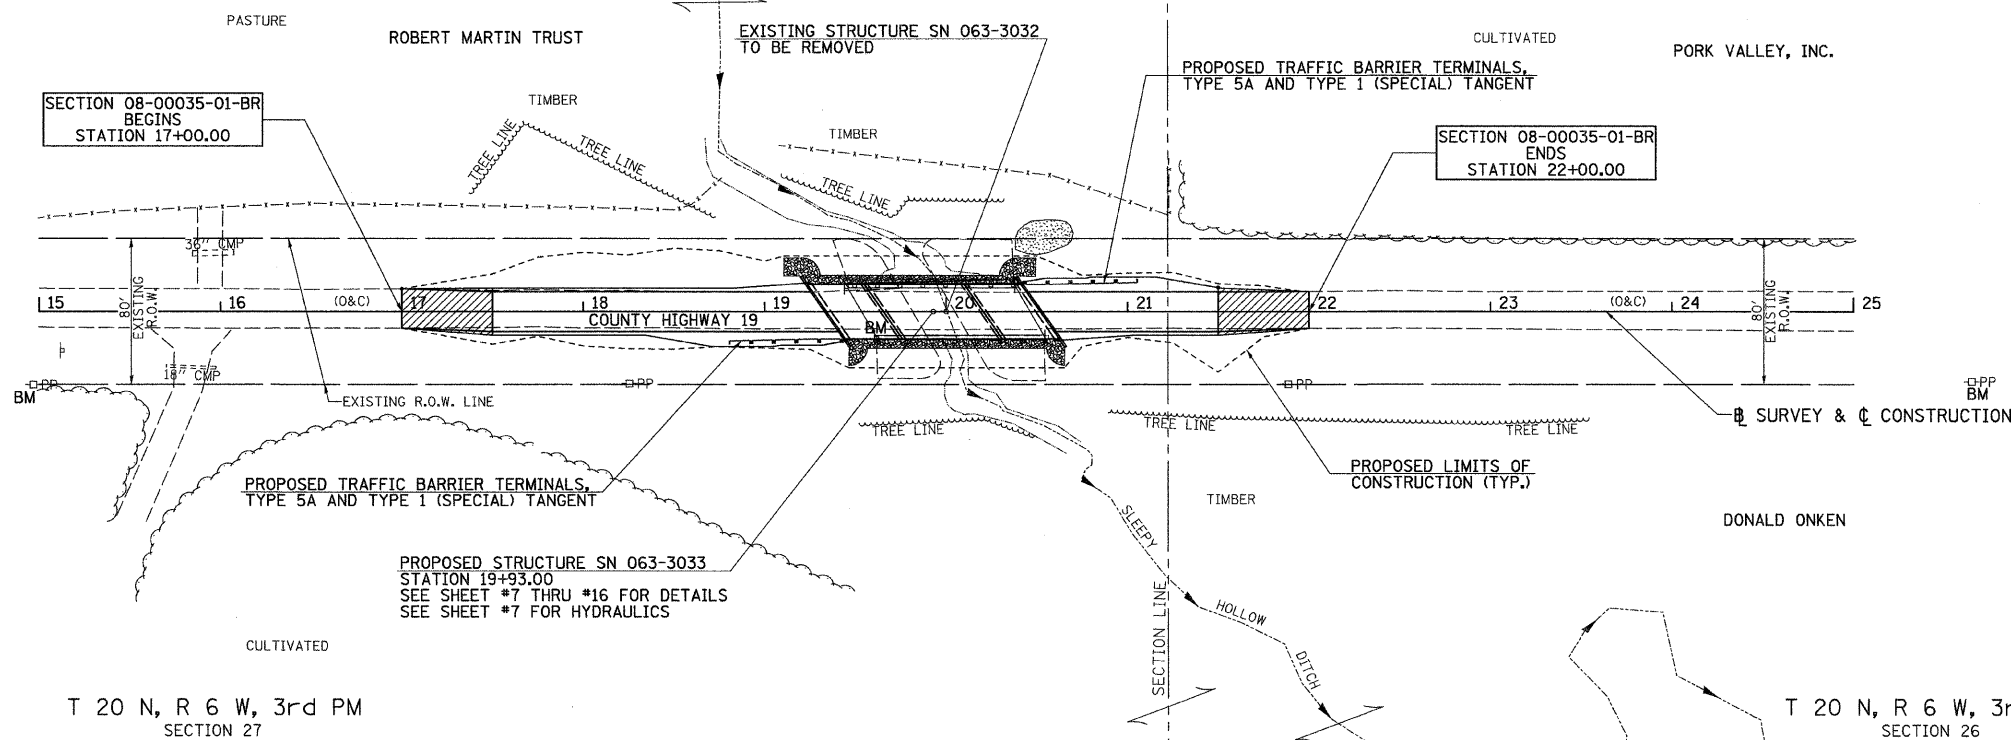 PASTURE
ROBERT MARTIN TRUST
EXISTING STRUCTURE SN 063-3032
TO BE REMOVED
CULTIVATED
PORK VALLEY, INC.
PROPOSED TRAFFIC BARRIER TERMINALS,
TYPE 5A AND TYPE 1 (SPECIAL) TANGENT
SECTION 08-00035-01-BR
BEGINS
STATION 17+00.00
TIMBER
TREE LINE
TREE LINE
TIMBER
TREE LINE
SECTION 08-00035-01-BR
ENDS
STATION 22+00.00
36" CMP
80'
EXISTING
R.O.W.
15
16
(O&C)
17
18
19
20
21
22
23
(O&C)
24
25
80'
EXISTING
R.O.W.
COUNTY HIGHWAY 19
BM
18" CMP
PP
BM
PP
PP
PP
BM
EXISTING R.O.W. LINE
TREE LINE
TREE LINE
TREE LINE
BL SURVEY & CL CONSTRUCTION
PROPOSED TRAFFIC BARRIER TERMINALS,
TYPE 5A AND TYPE 1 (SPECIAL) TANGENT
PROPOSED LIMITS OF
CONSTRUCTION (TYP.)
TIMBER
DONALD ONKEN
SLEEPY
HOLLOW
DITCH
SECTION LINE
PROPOSED STRUCTURE SN 063-3033
STATION 19+93.00
SEE SHEET #7 THRU #16 FOR DETAILS
SEE SHEET #7 FOR HYDRAULICS
CULTIVATED
T 20 N, R 6 W, 3rd PM
SECTION 27
T 20 N, R 6 W, 3r
SECTION 26